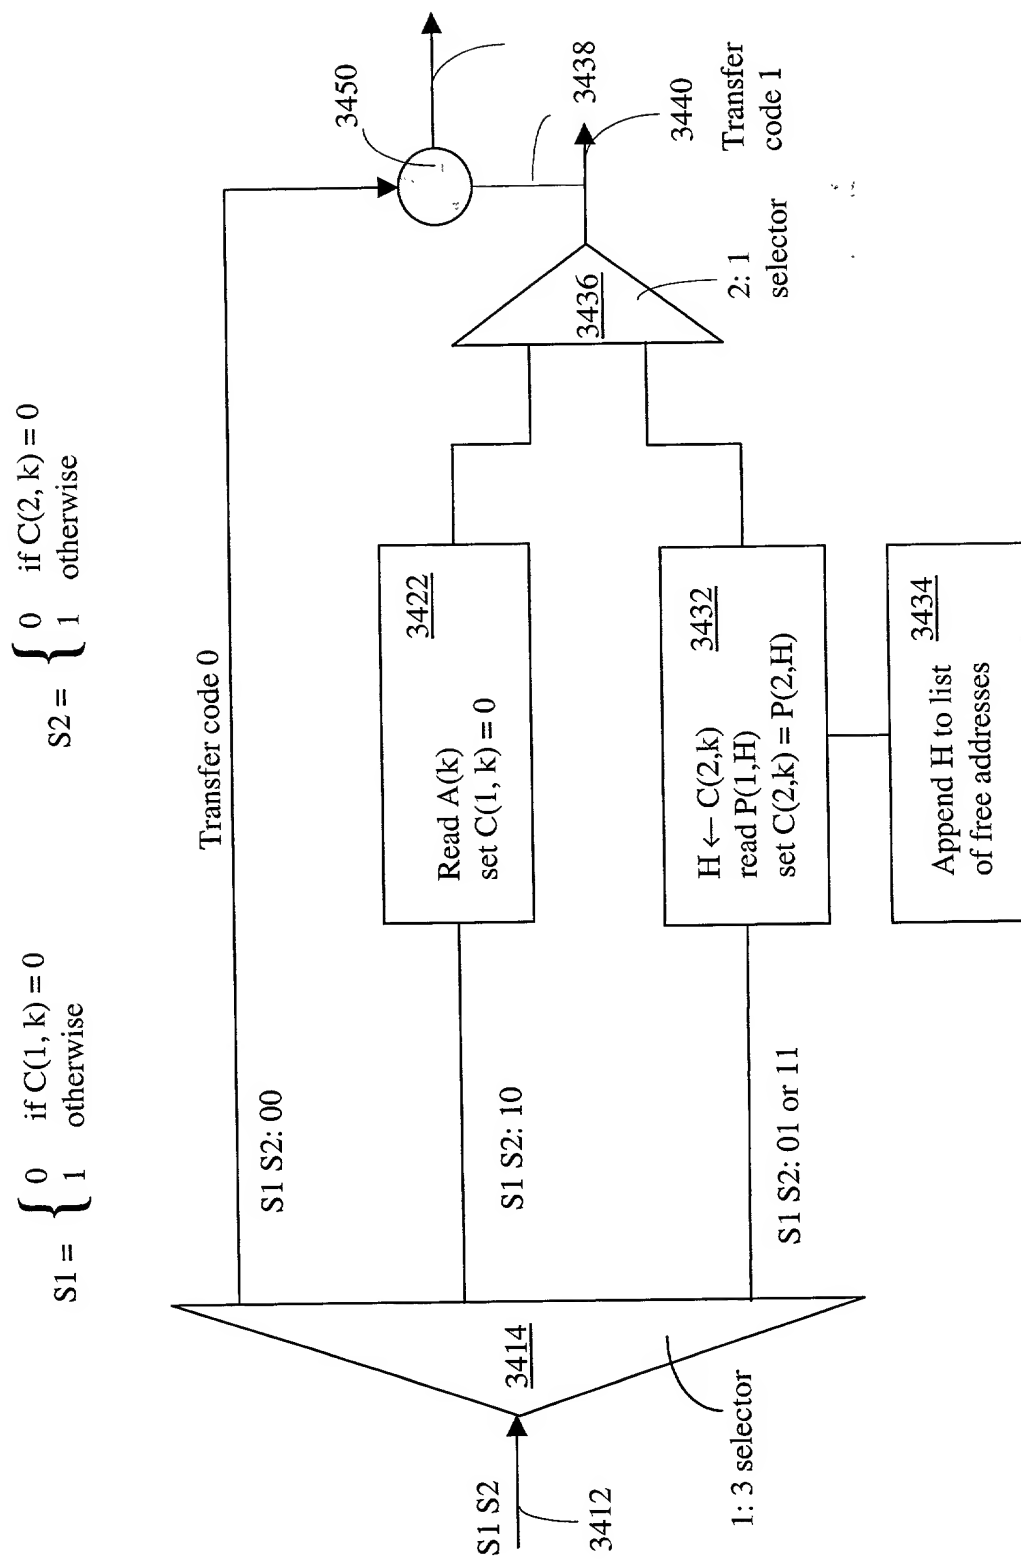 S1 = { 0 if C(1, k) = 0
1 otherwise
S2 = { 0 if C(2, k) = 0
1 otherwise
Transfer code 0
3450
S1 S2: 00
3438
3440
Transfer
code 1
S1 S2
3412
3414
1: 3 selector
S1 S2: 10
Read A(k)
set C(1, k) = 0
3422
3436
2: 1
selector
S1 S2: 01 or 11
H ← C(2,k)
read P(1,H)
set C(2,k) = P(2,H)
3432
Append H to list
of free addresses
3434